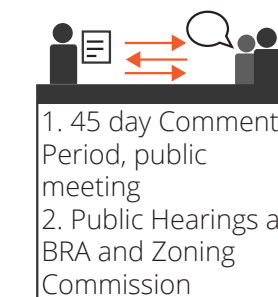 1. 45 day Comment
Period, public
meeting
2. Public Hearings a
BRA and Zoning
Commission